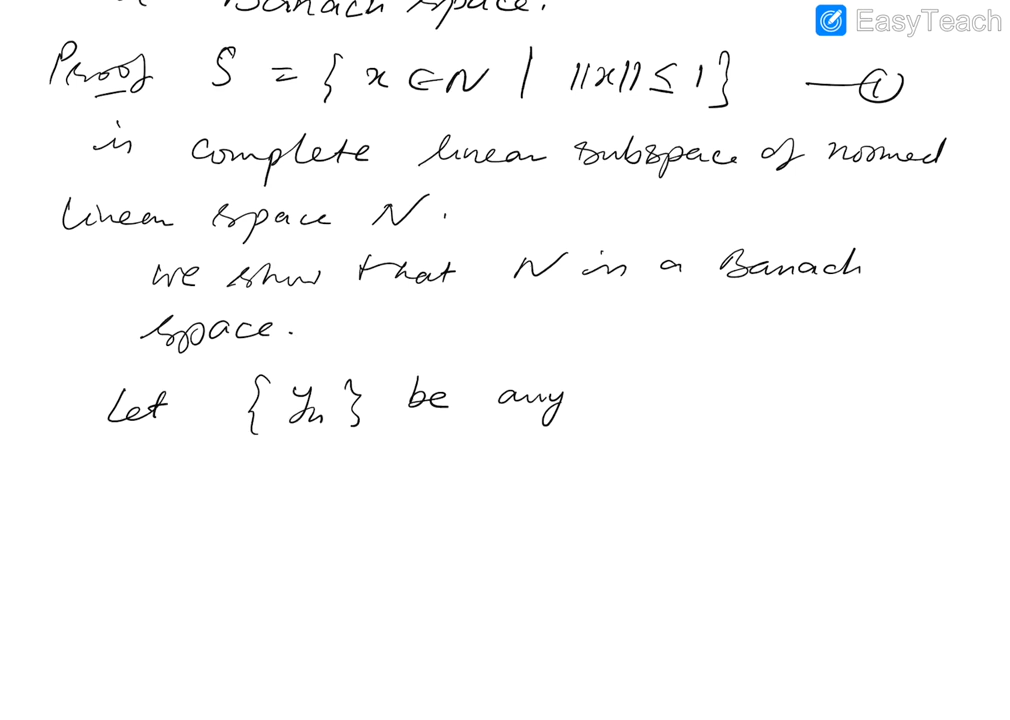 Banach space.
EasyTeach
Proof S = { x ∈ N | ||x|| ≤ 1 } — ①
is complete linear subspace of normed
linear space N.
we show that N is a Banach
space.
Let { yn } be any